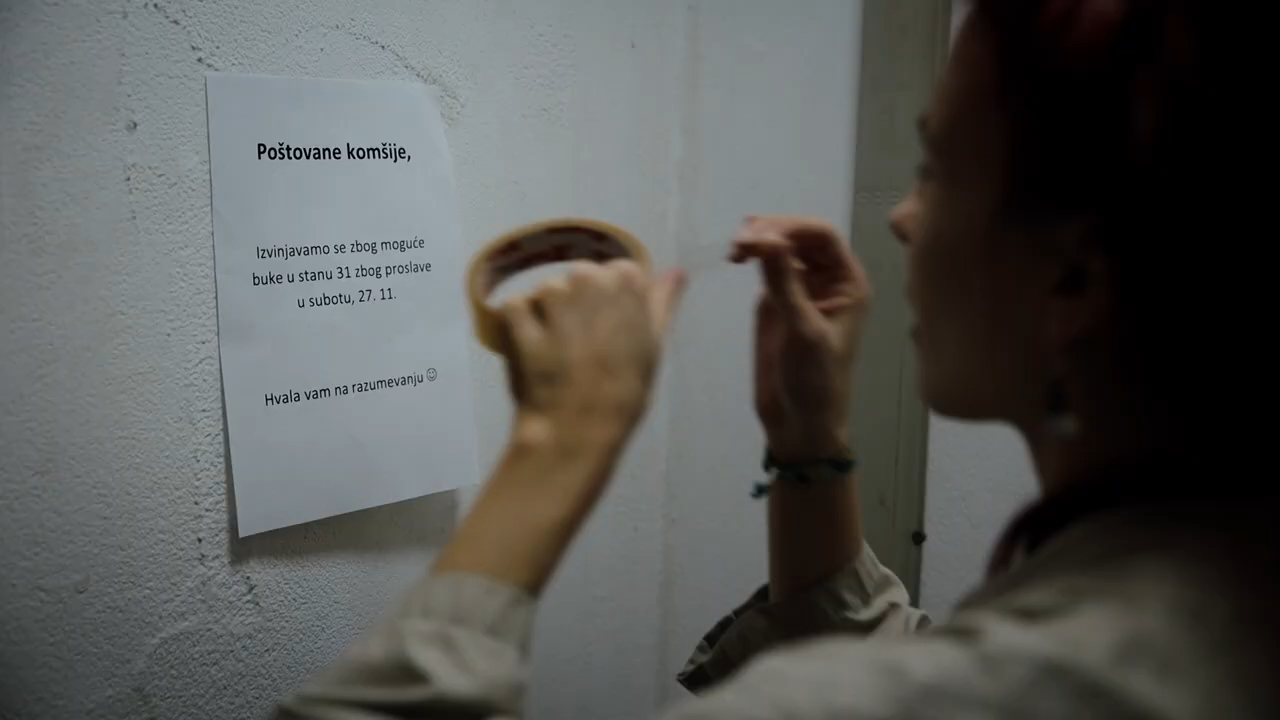 Poštovane komšije,
Izvinjavamo se zbog moguće
buke u stanu 31 zbog proslave
u subotu, 27. 11.
Hvala vam na razumevanju ☺